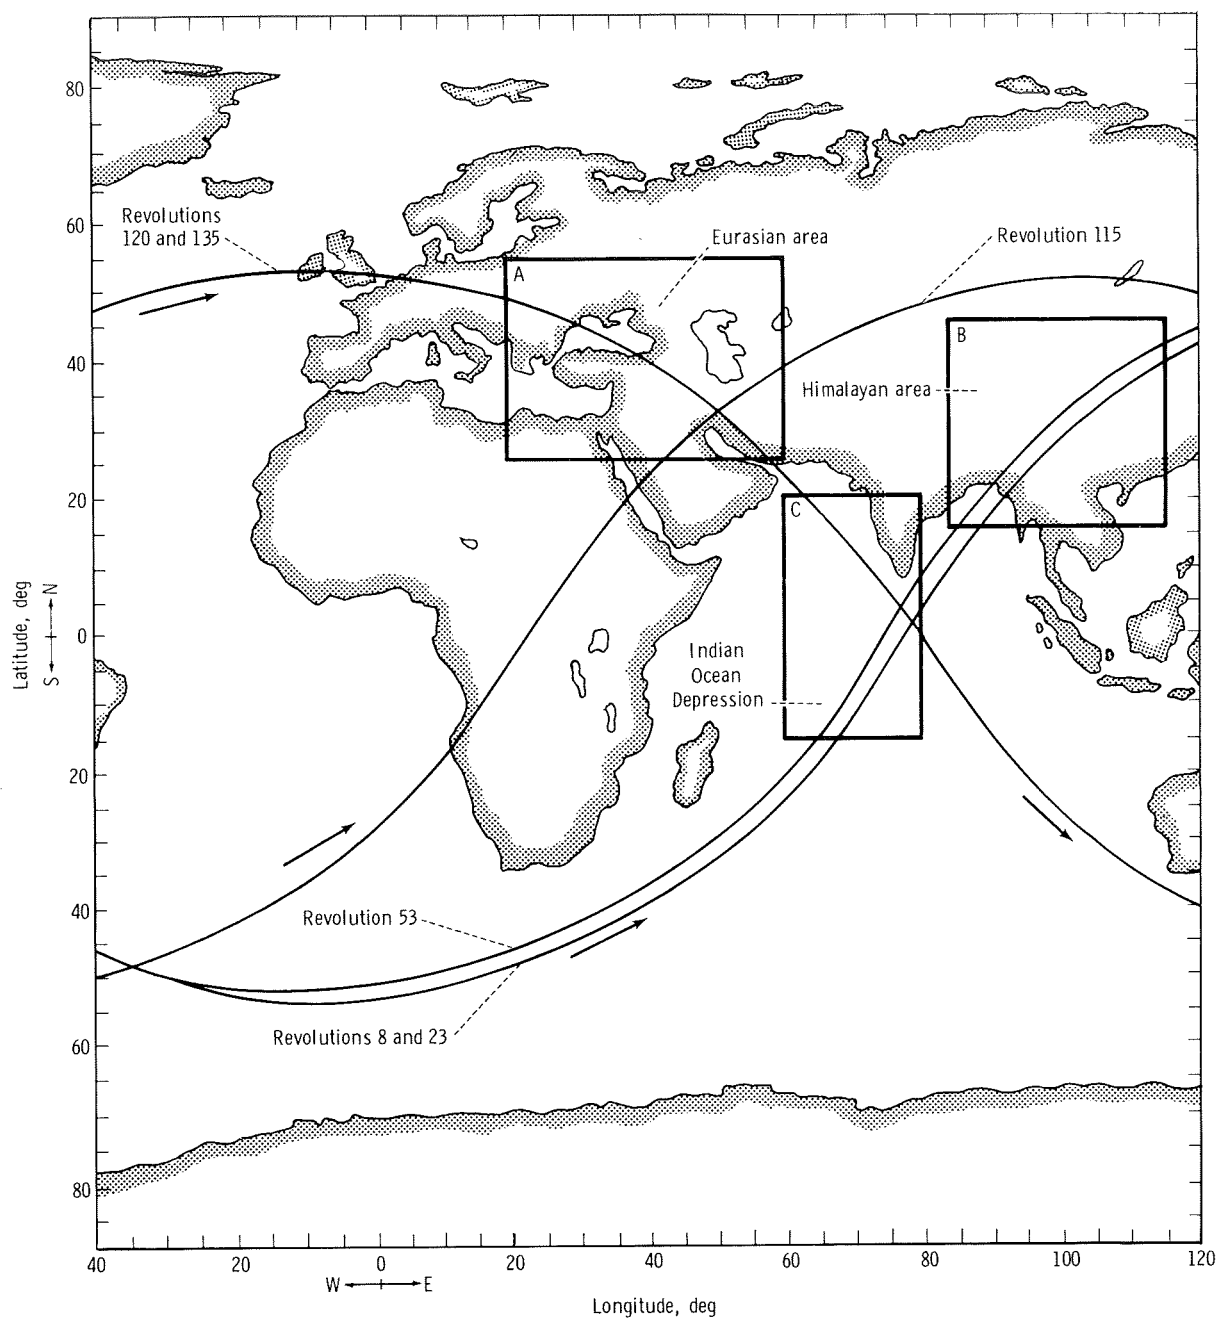 80
60
40
20
0
20
40
60
80
Latitude, deg
S N
Revolutions
120 and 135
Eurasian area
Revolution 115
A
B
Himalayan area
C
Indian
Ocean
Depression
Revolution 53
Revolutions 8 and 23
40 20 0 20 40 60 80 100 120
W E
Longitude, deg